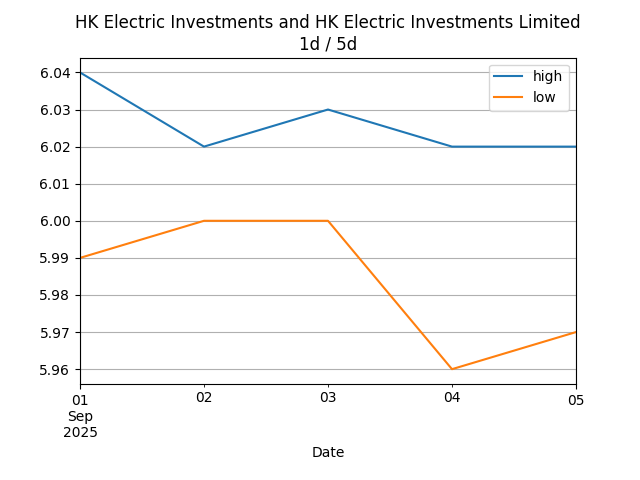 HK Electric Investments and HK Electric Investments Limited
1d / 5d
high
low
6.04
6.03
6.02
6.01
6.00
5.99
5.98
5.97
5.96
01
Sep
2025
02
03
04
05
Date